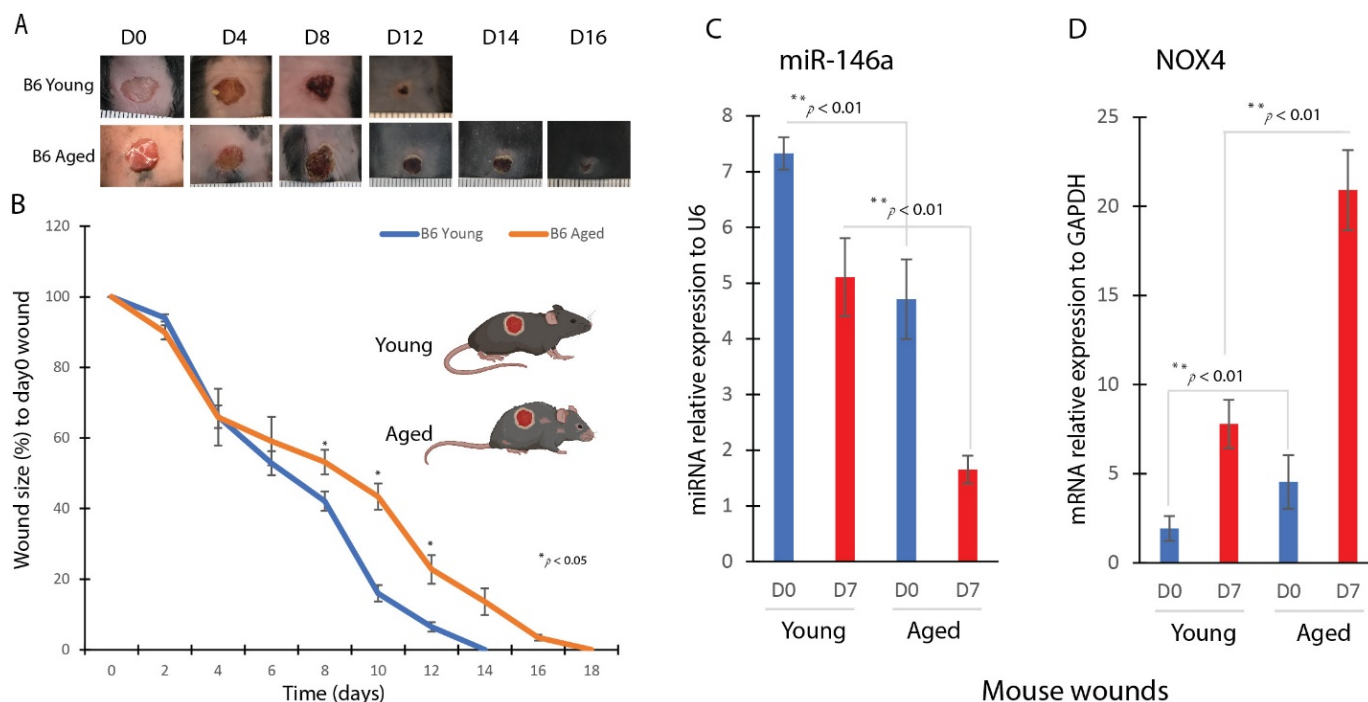 A
D0 D4 D8 D12 D14 D16
B6 Young
B6 Aged
B
120
100
80
60
40
20
0
Wound size (%) to day0 wound
B6 Young B6 Aged
Young
Aged
* * *
* p < 0.05
0 2 4 6 8 10 12 14 16 18
Time (days)
C
miR-146a
8
7
6
5
4
3
2
1
0
miRNA relative expression to U6
** p < 0.01
** p < 0.01
D0 D7 D0 D7
Young Aged
D
NOX4
25
20
15
10
5
0
mRNA relative expression to GAPDH
** p < 0.01
** p < 0.01
D0 D7 D0 D7
Young Aged
Mouse wounds